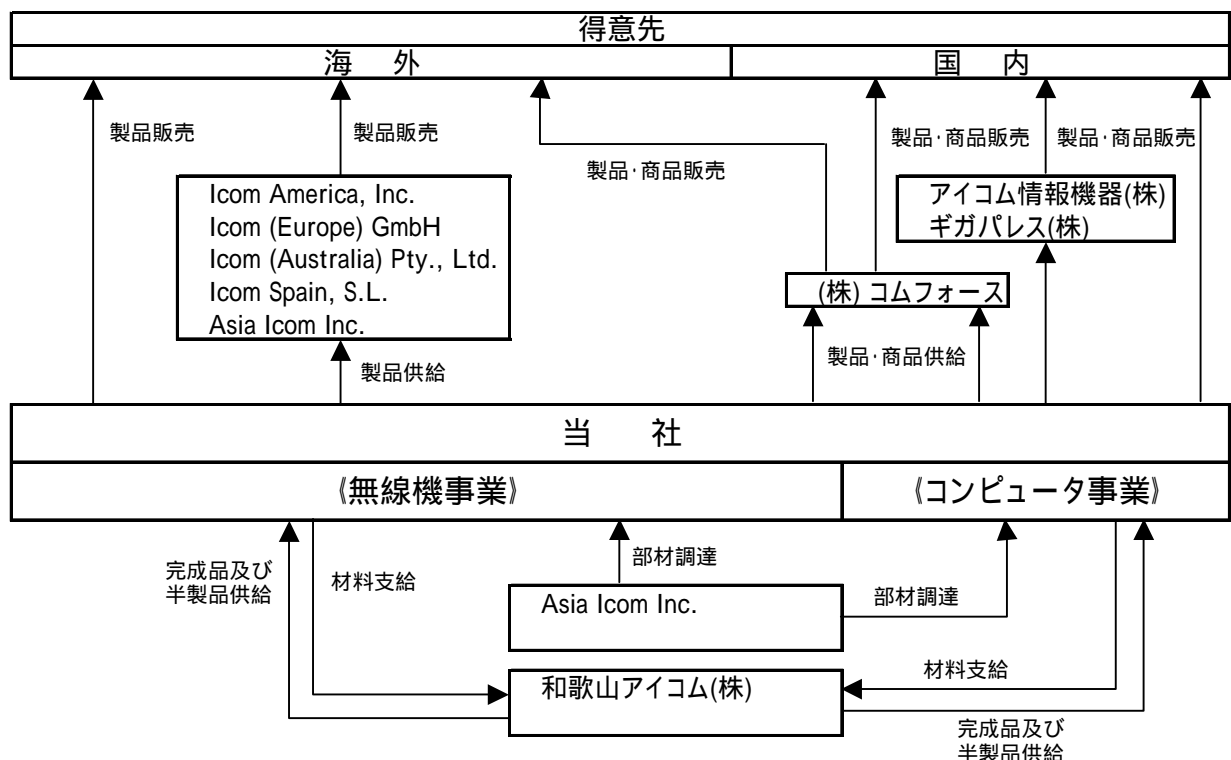 得意先
海 外
国 内
製品販売
製品販売
製品・商品販売
製品・商品販売
製品・商品販売
Icom America, Inc.
Icom (Europe) GmbH
Icom (Australia) Pty., Ltd.
Icom Spain, S.L.
Asia Icom Inc.
アイコム情報機器(株)
ギガパレス(株)
(株) コムフォース
製品供給
製品・商品供給
当 社
《無線機事業》
《コンピュータ事業》
完成品及び
半製品供給
材料支給
部材調達
Asia Icom Inc.
部材調達
和歌山アイコム(株)
材料支給
完成品及び
半製品供給